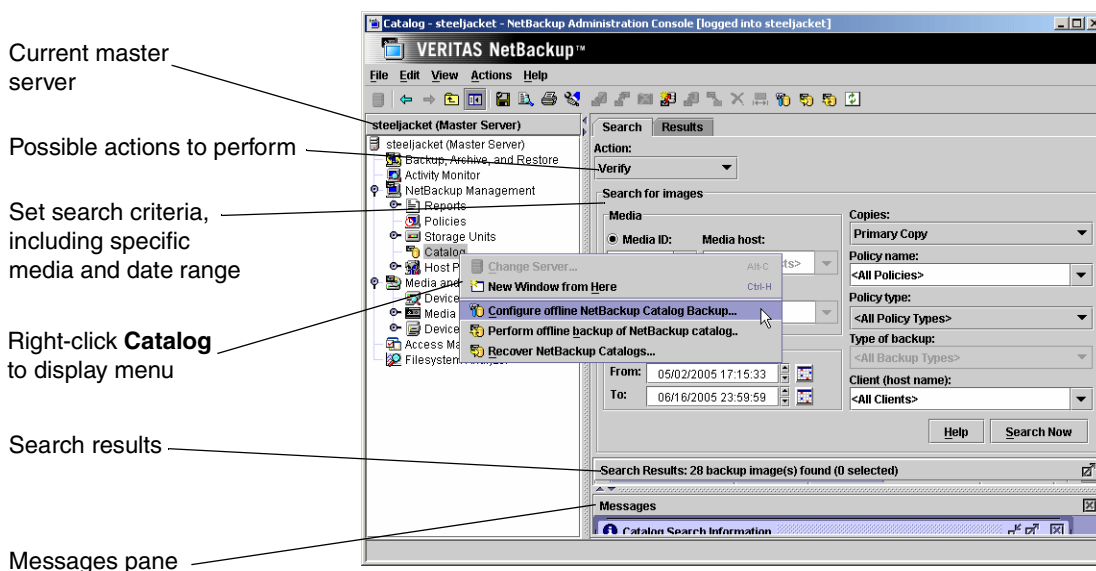 Catalog - steeljacket - NetBackup Administration Console [logged into steeljacket]
VERITAS NetBackup™
File Edit View Actions Help
Current master
server
Possible actions to perform
Set search criteria,
including specific
media and date range
Right-click Catalog
to display menu
Search results
Messages pane
steeljacket (Master Server)
steeljacket (Master Server)
Backup, Archive, and Restore
Activity Monitor
NetBackup Management
Reports
Policies
Storage Units
Catalog
Host P
Media and
Device
Media
Device
Access Ma
Filesystem Analyzer
Change Server... Alt-C
New Window from Here Ctrl-H
Configure offline NetBackup Catalog Backup...
Perform offline backup of NetBackup catalog..
Recover NetBackup Catalogs...
Search Results
Action:
Verify
Search for images
Media
Media ID: Media host:
ts>
From: 05/02/2005 17:15:33
To: 06/16/2005 23:59:59
Copies:
Primary Copy
Policy name:
<All Policies>
Policy type:
<All Policy Types>
Type of backup:
<All Backup Types>
Client (host name):
<All Clients>
Help Search Now
Search Results: 28 backup image(s) found (0 selected)
Messages
Catalog Search Information